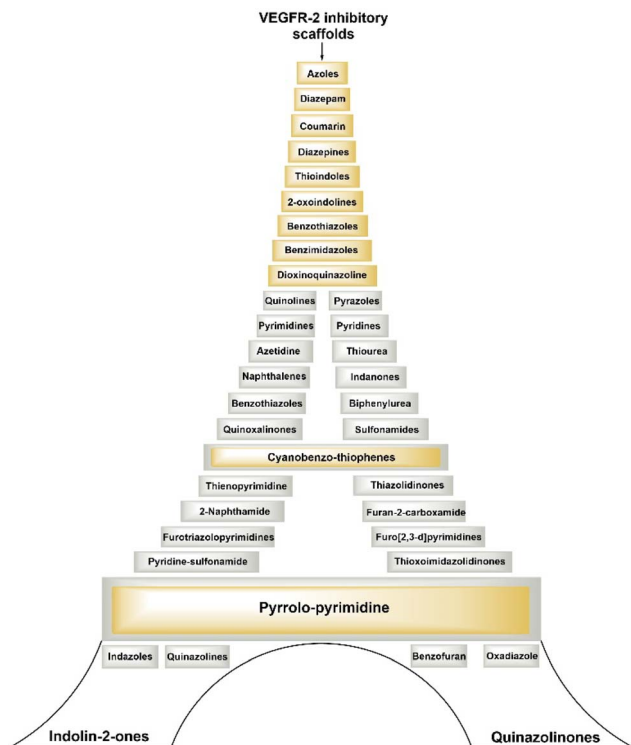 VEGFR-2 inhibitory
scaffolds
Azoles
Diazepam
Coumarin
Diazepines
Thioindoles
2-oxoindolines
Benzothiazoles
Benzimidazoles
Dioxinoquinazoline
Quinolines Pyrazoles
Pyrimidines Pyridines
Azetidine Thiourea
Naphthalenes Indanones
Benzothiazoles Biphenylurea
Quinoxalinones Sulfonamides
Cyanobenzo-thiophenes
Thienopyrimidine Thiazolidinones
2-Naphthamide Furan-2-carboxamide
Furotriazolopyrimidines Furo[2,3-d]pyrimidines
Pyridine-sulfonamide Thioxoimidazolidinones
Pyrrolo-pyrimidine
Indazoles Quinazolines Benzofuran Oxadiazole
Indolin-2-ones Quinazolinones